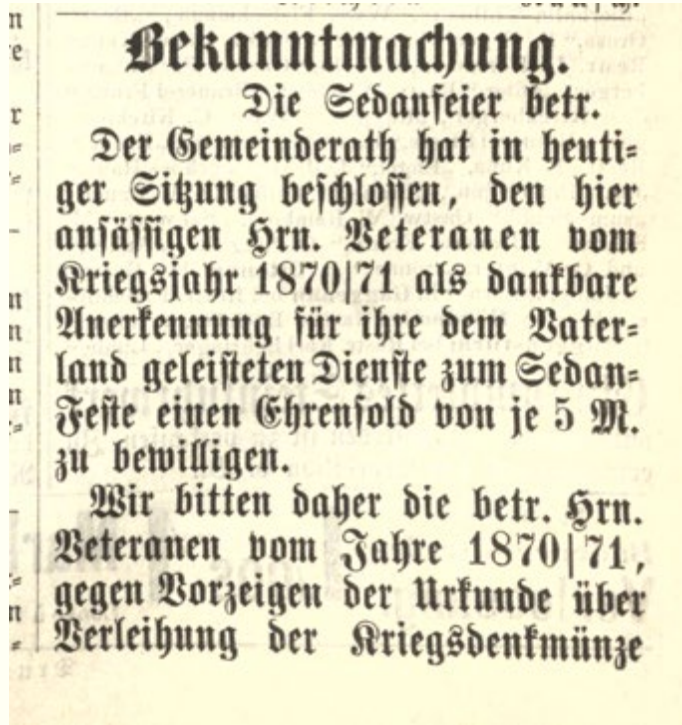 Bekanntmachung.
Die Sedanfeier betr.
Der Gemeinderath hat in heuti-
ger Sitzung beschlossen, den hier
ansässigen Hrn. Veteranen vom
Kriegsjahr 1870|71 als dankbare
Anerkennung für ihre dem Vater-
land geleisteten Dienste zum Sedan-
Feste einen Ehrensold von je 5 M.
zu bewilligen.
Wir bitten daher die betr. Hrn.
Veteranen vom Jahre 1870|71,
gegen Vorzeigen der Urkunde über
Verleihung der Kriegsdenkmünze